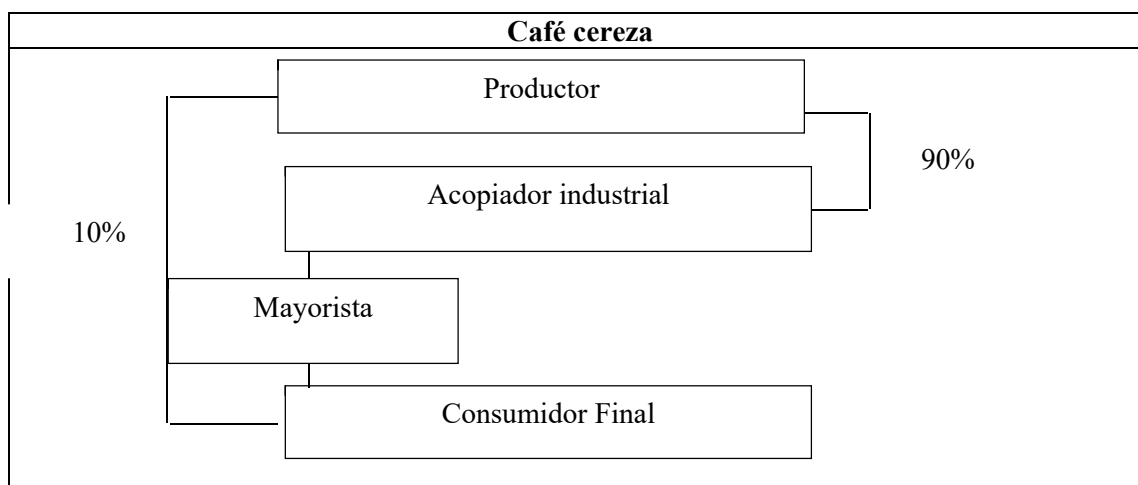 Café cereza
Productor
90%
Acopiador industrial
10%
Mayorista
Consumidor Final